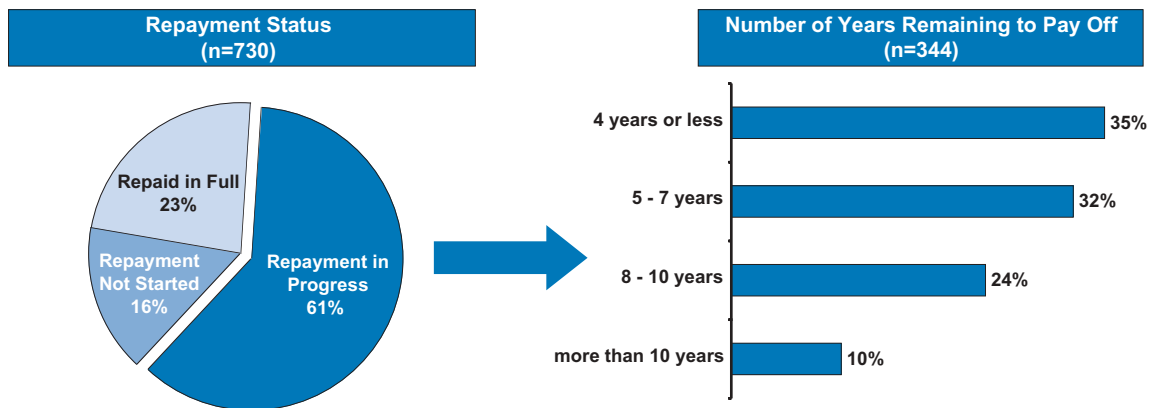 Repayment Status
(n=730)
Repaid in Full
23%
Repayment
Not Started
16%
Repayment in
Progress
61%
Number of Years Remaining to Pay Off
(n=344)
4 years or less
35%
5 - 7 years
32%
8 - 10 years
24%
more than 10 years
10%